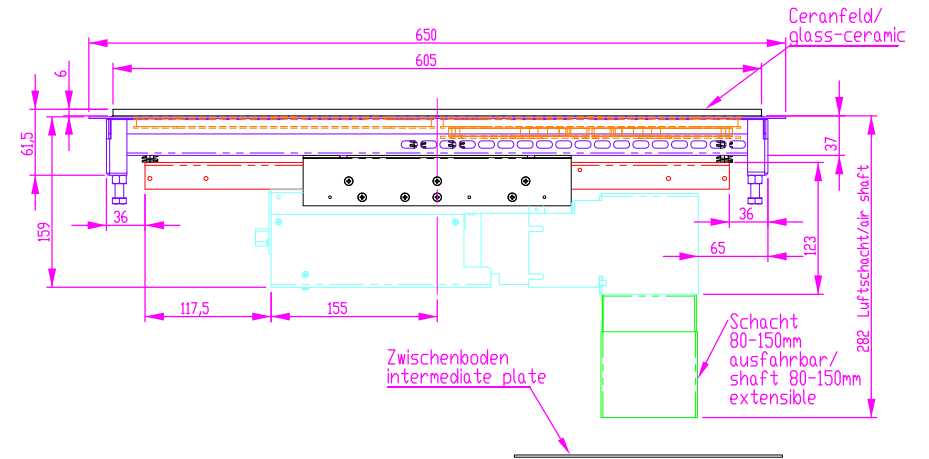 Ceranfeld/
glass-ceramic
650
605
6
61,5
37
36
36
159
65
123
282 Luftschacht/air shaft
117,5
155
Schacht
80-150mm
ausfahrbar/
shaft 80-150mm
extensible
Zwischenboden
intermediate plate